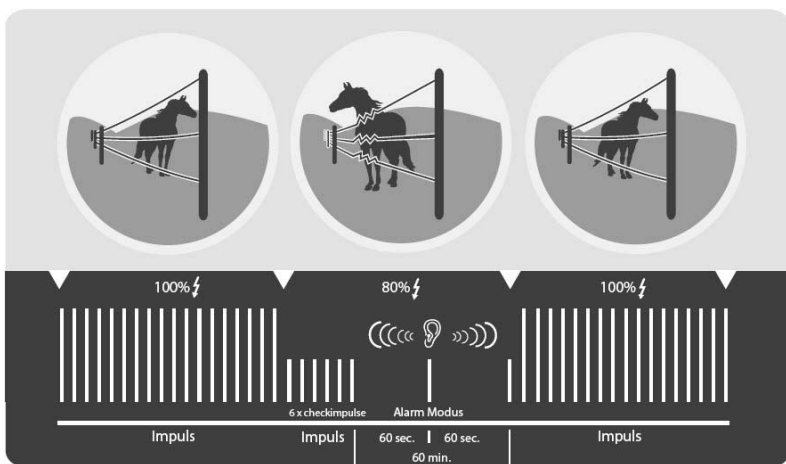 100%
80%
100%
6 x checkimpulse
Alarm Modus
Impuls
Impuls
60 sec.
60 sec.
Impuls
60 min.